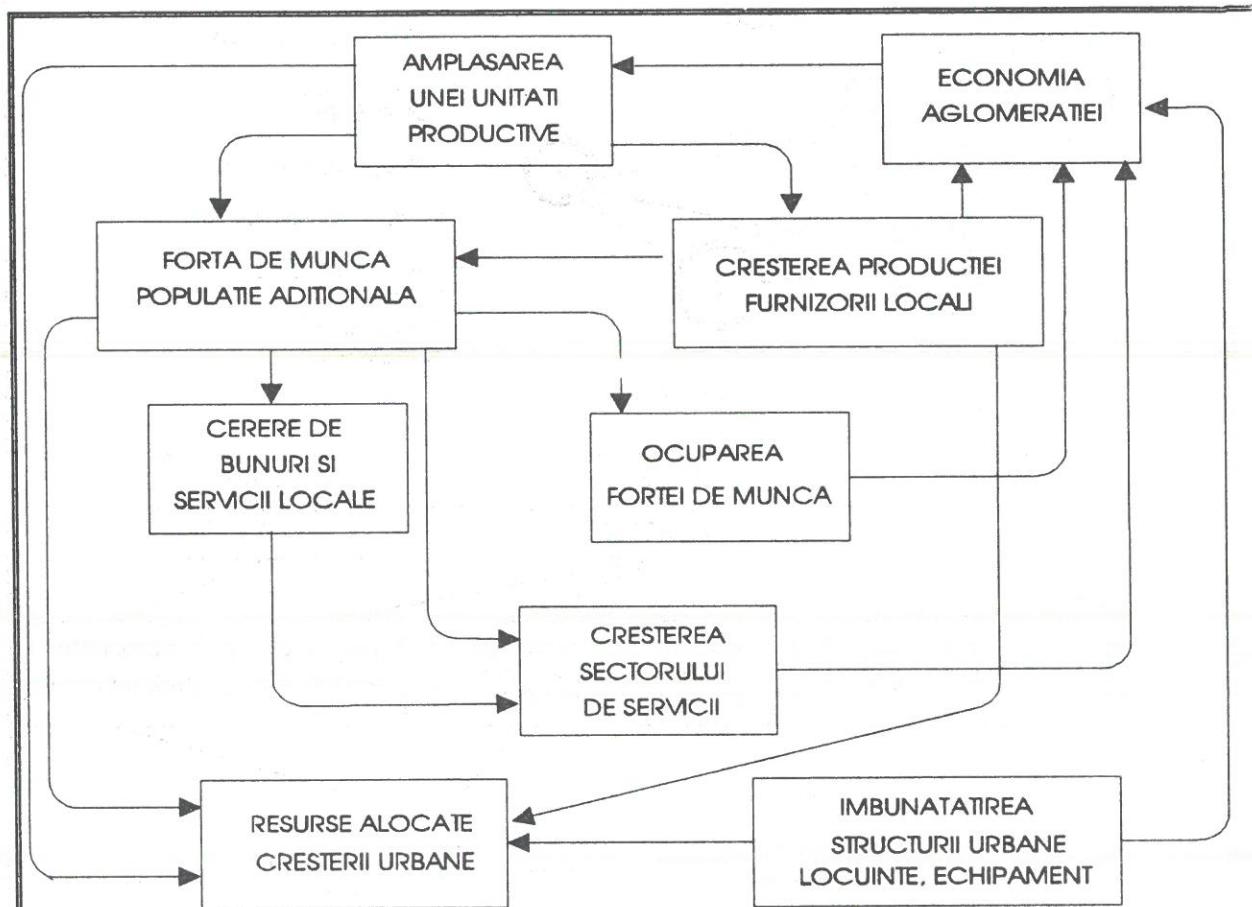 AMPLASAREA
UNEI UNITATI
PRODUCTIVE
ECONOMIA
AGLOMERATIEI
FORTA DE MUNCA
POPULATIE ADITIONALA
CRESTEREA PRODUCTIEI
FURNIZORII LOCALI
CERERE DE
BUNURI SI
SERVICII LOCALE
OCUPAREA
FORTEI DE MUNCA
CRESTEREA
SECTORULUI
DE SERVICII
RESURSE ALOCATE
CRESTERII URBANE
IMBUNATATIREA
STRUCTURII URBANE
LOCUINTE, ECHIPAMENT